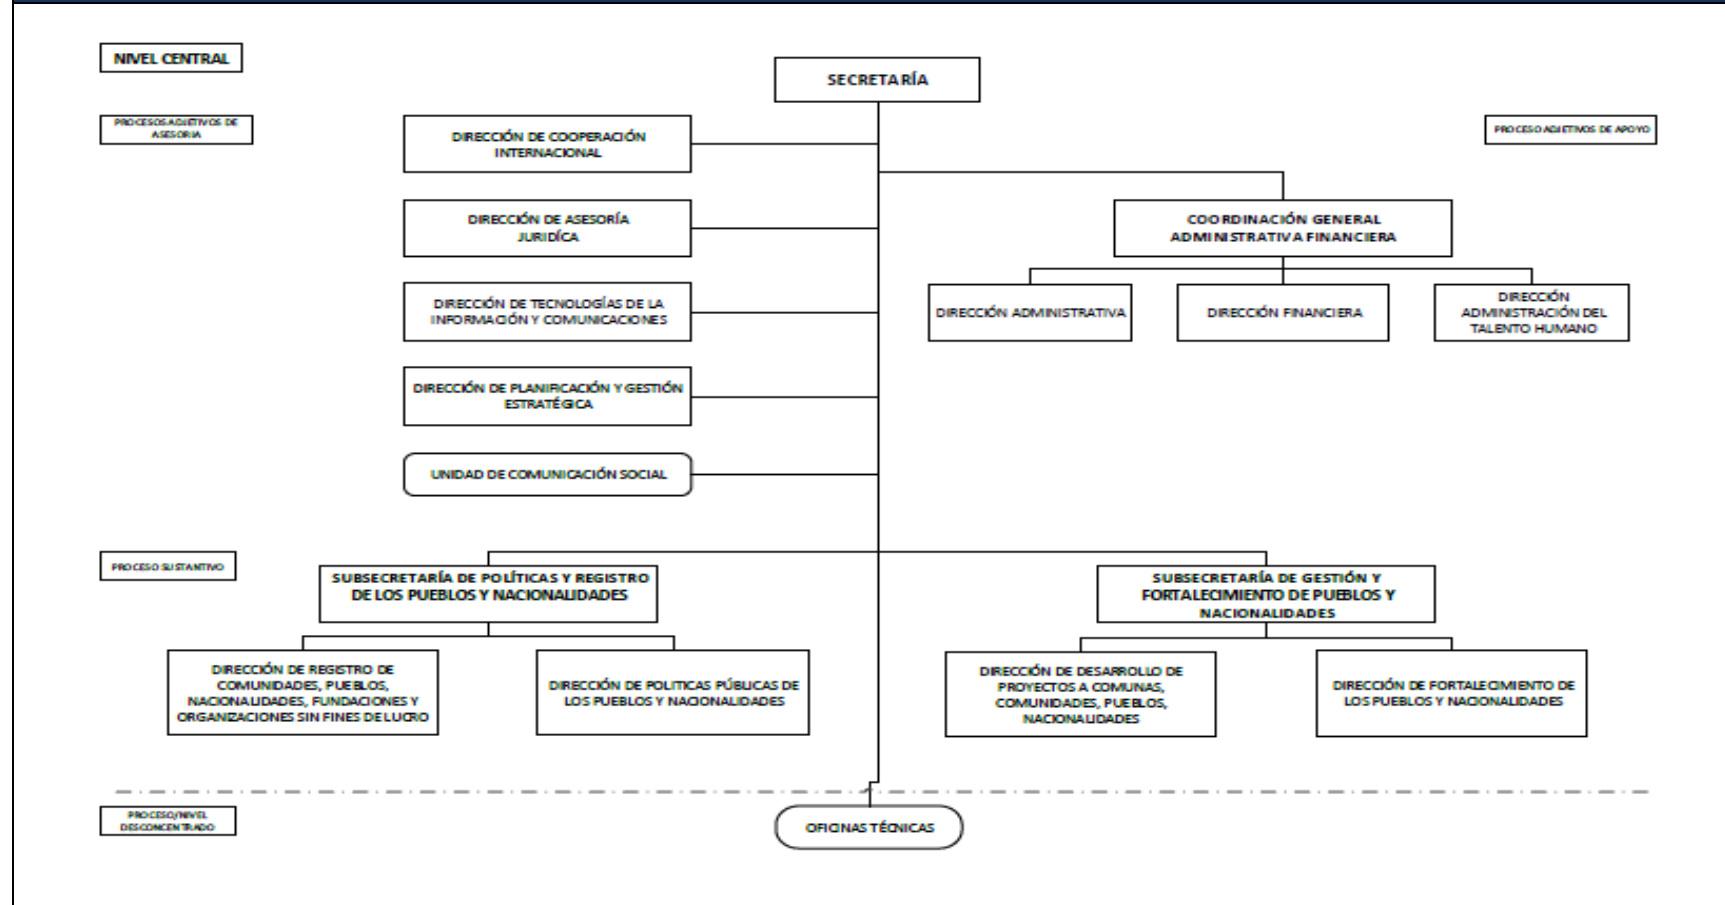 NIVEL CENTRAL
SECRETARÍA
PROCESOS ADJETIVOS DE
ASESORIA
PROCESO ADJETIVOS DE APOYO
DIRECCIÓN DE COOPERACIÓN
INTERNACIONAL
DIRECCIÓN DE ASESORÍA
JURIDÍCA
COORDINACIÓN GENERAL
ADMINISTRATIVA FINANCIERA
DIRECCIÓN DE TECNOLOGÍAS DE LA
INFORMACIÓN Y COMUNICACIONES
DIRECCIÓN ADMINISTRATIVA
DIRECCIÓN FINANCIERA
DIRECCIÓN
ADMINISTRACIÓN DEL
TALENTO HUMANO
DIRECCIÓN DE PLANIFICACIÓN Y GESTIÓN
ESTRATÉGICA
UNIDAD DE COMUNICACIÓN SOCIAL
PROCESO SUSTANTIVO
SUBSECRETARÍA DE POLÍTICAS Y REGISTRO
DE LOS PUEBLOS Y NACIONALIDADES
SUBSECRETARÍA DE GESTIÓN Y
FORTALECIMIENTO DE PUEBLOS Y
NACIONALIDADES
DIRECCIÓN DE REGISTRO DE
COMUNIDADES, PUEBLOS,
NACIONALIDADES, FUNDACIONES Y
ORGANIZACIONES SIN FINES DE LUCRO
DIRECCIÓN DE POLITICAS PÚBLICAS DE
LOS PUEBLOS Y NACIONALIDADES
DIRECCIÓN DE DESARROLLO DE
PROYECTOS A COMUNAS,
COMUNIDADES, PUEBLOS,
NACIONALIDADES
DIRECCIÓN DE FORTALECIMIENTO DE
LOS PUEBLOS Y NACIONALIDADES
PROCESO/NIVEL
DESCONCENTRADO
OFICINAS TÉCNICAS